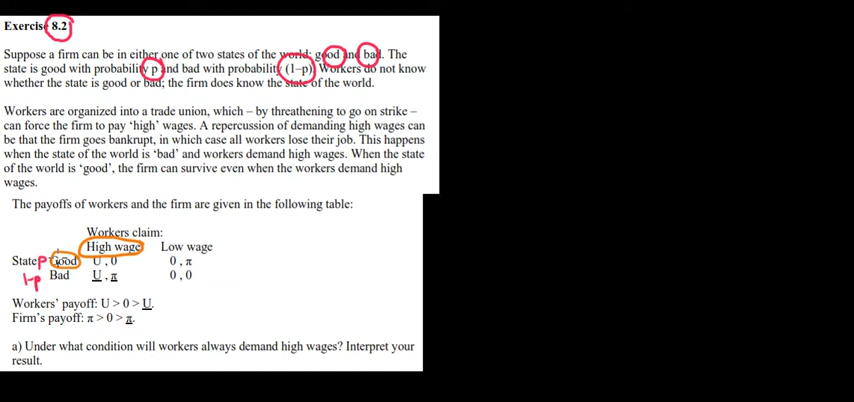 Exercise 8.2
Suppose a firm can be in either one of two states of the world; good and bad. The
state is good with probability p and bad with probability (1-p). Workers do not know
whether the state is good or bad; the firm does know the state of the world.
Workers are organized into a trade union, which – by threathening to go on strike –
can force the firm to pay ‘high’ wages. A repercussion of demanding high wages can
be that the firm goes bankrupt, in which case all workers lose their job. This happens
when the state of the world is ‘bad’ and workers demand high wages. When the state
of the world is ‘good’, the firm can survive even when the workers demand high
wages.
The payoffs of workers and the firm are given in the following table:
Workers claim:
High wage Low wage
State P Good U , 0 0 , π
1-P Bad U , π 0 , 0
Workers’ payoff: U > 0 > U.
Firm’s payoff: π > 0 > π.
a) Under what condition will workers always demand high wages? Interpret your
result.